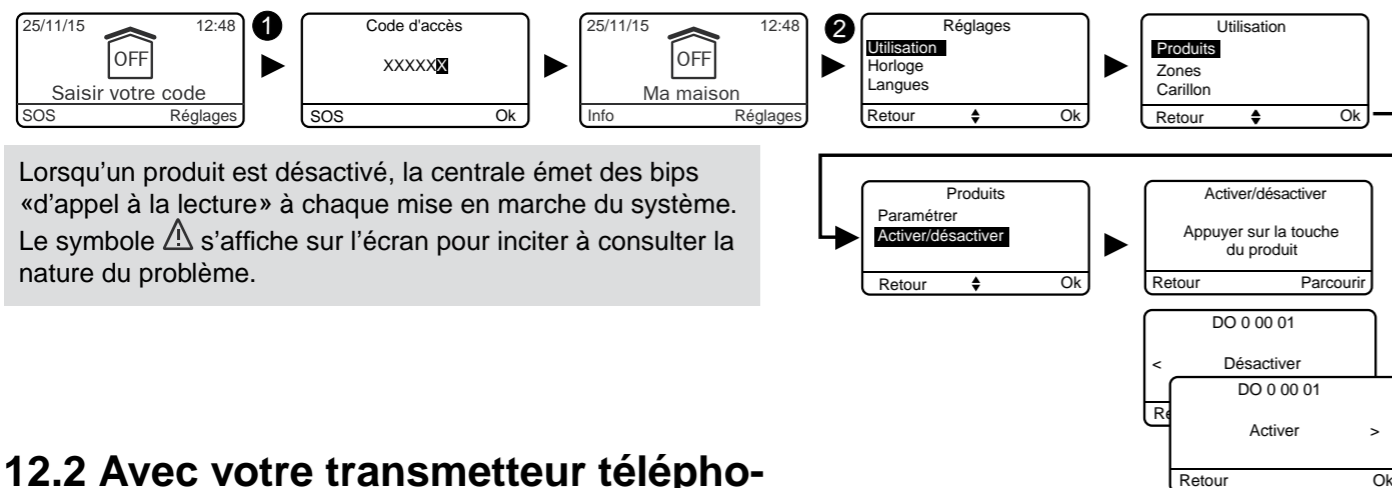 25/11/15 12:48
OFF
Saisir votre code
SOS Réglages
1
Code d'accès
XXXXXX
SOS Ok
25/11/15 12:48
OFF
Ma maison
Info Réglages
2
Réglages
Utilisation
Horloge
Langues
Retour Ok
Utilisation
Produits
Zones
Carillon
Retour Ok
Lorsqu'un produit est désactivé, la centrale émet des bips
«d'appel à la lecture» à chaque mise en marche du système.
Le symbole ⚠ s'affiche sur l'écran pour inciter à consulter la
nature du problème.
Produits
Paramétrer
Activer/désactiver
Retour Ok
Activer/désactiver
Appuyer sur la touche
du produit
Retour Parcourir
DO 0 00 01
< Désactiver
Re
DO 0 00 01
Activer >
Retour Ok
12.2 Avec votre transmetteur télépho-